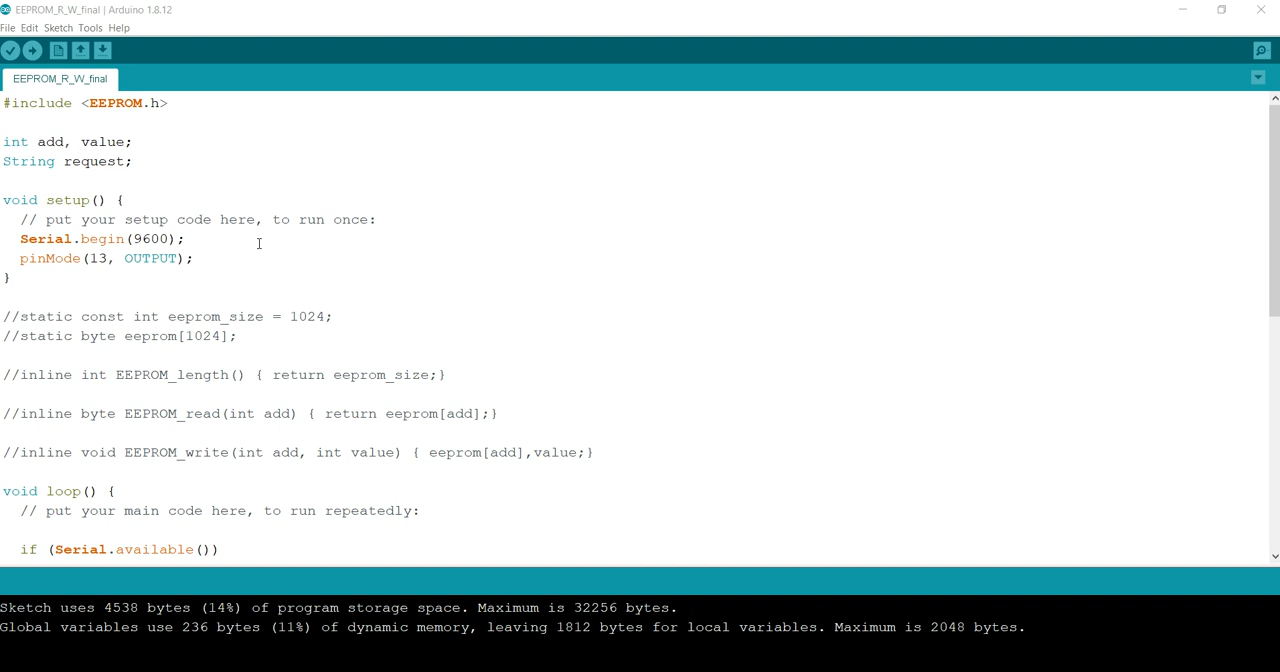 EEPROM_R_W_final | Arduino 1.8.12
File Edit Sketch Tools Help
EEPROM_R_W_final
#include <EEPROM.h>
int add, value;
String request;
void setup() {
// put your setup code here, to run once:
Serial.begin(9600);
pinMode(13, OUTPUT);
}
//static const int eeprom_size = 1024;
//static byte eeprom[1024];
//inline int EEPROM_length() { return eeprom_size;}
//inline byte EEPROM_read(int add) { return eeprom[add];}
//inline void EEPROM_write(int add, int value) { eeprom[add],value;}
void loop() {
// put your main code here, to run repeatedly:
if (Serial.available())
Sketch uses 4538 bytes (14%) of program storage space. Maximum is 32256 bytes.
Global variables use 236 bytes (11%) of dynamic memory, leaving 1812 bytes for local variables. Maximum is 2048 bytes.